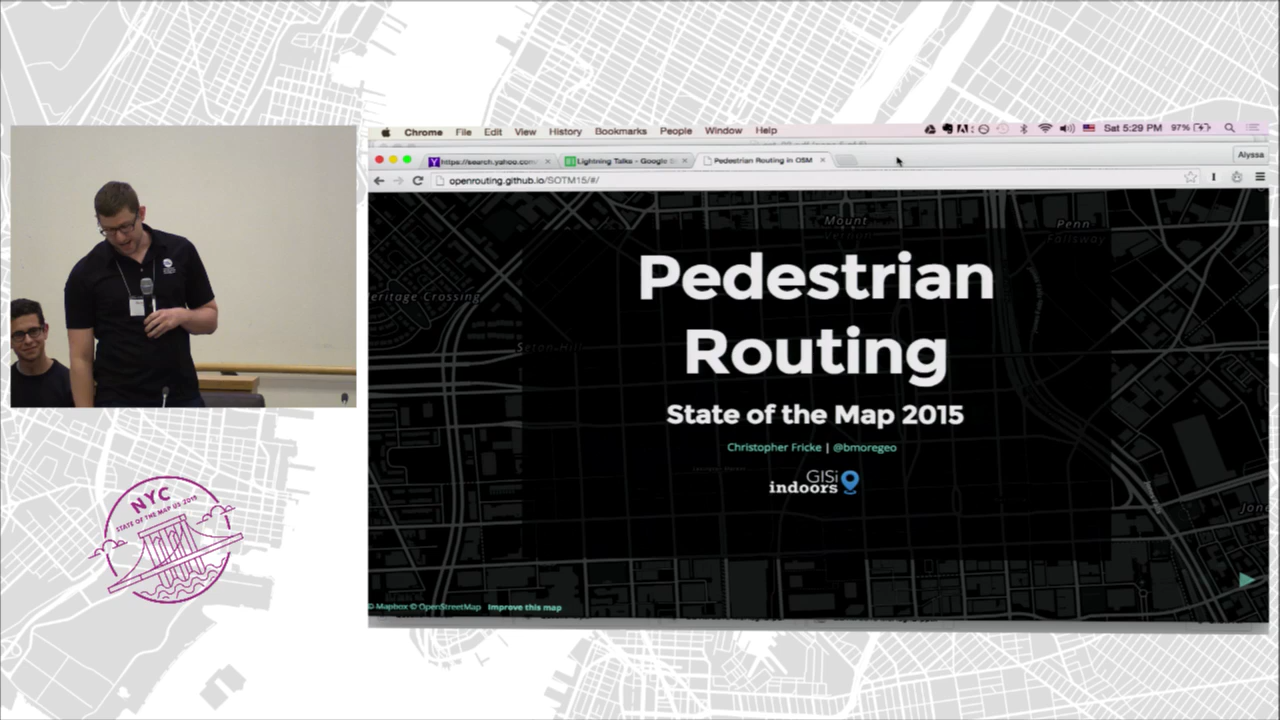 Chrome File Edit View History Bookmarks People Window Help
Sat 5:29 PM 97%
https://search.yahoo.com/
Lightning Talks - Google
Pedestrian Routing in OSM
Alyssa
openrouting.github.io/SOTM15/#/
Mount
Vernon
Penn
Fallsway
Heritage Crossing
Seton Hill
Pedestrian
Routing
State of the Map 2015
Christopher Fricke | @bmoregeo
GISi
indoors
© Mapbox © OpenStreetMap Improve this map
NYC
STATE OF THE MAP US 2015